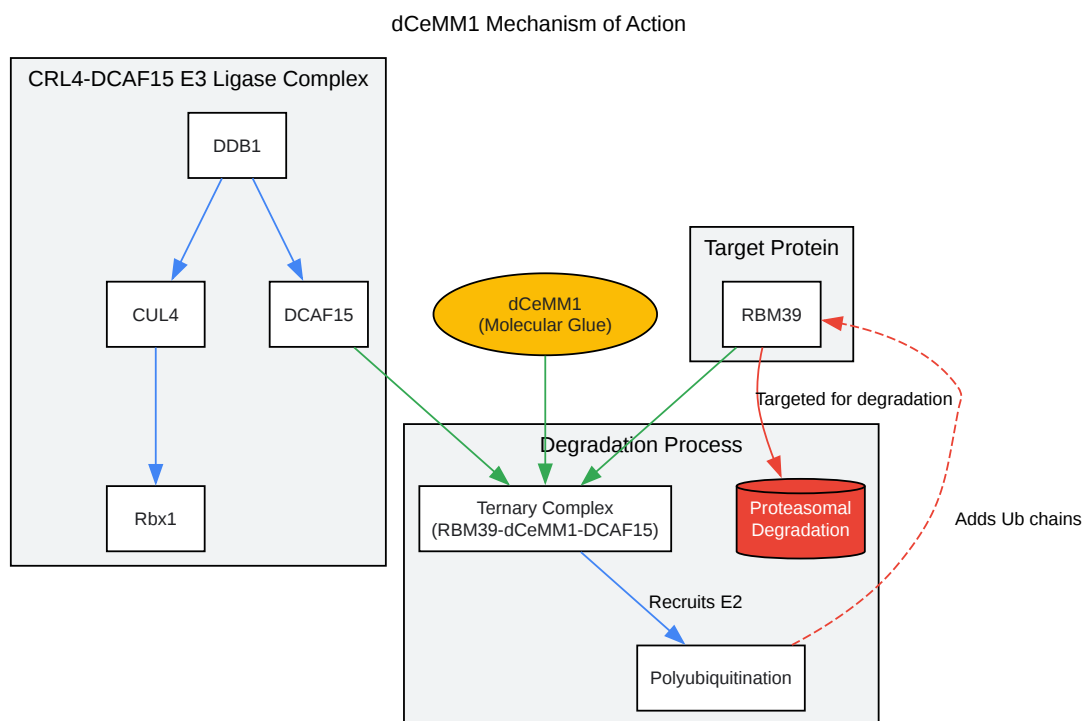 dCeMM1 Mechanism of Action
CRL4-DCAF15 E3 Ligase Complex
DDB1
CUL4
DCAF15
Rbx1
dCeMM1
(Molecular Glue)
Target Protein
RBM39
Targeted for degradation
Degradation Process
Ternary Complex
(RBM39-dCeMM1-DCAF15)
Proteasomal
Degradation
Adds Ub chains
Recruits E2
Polyubiquitination